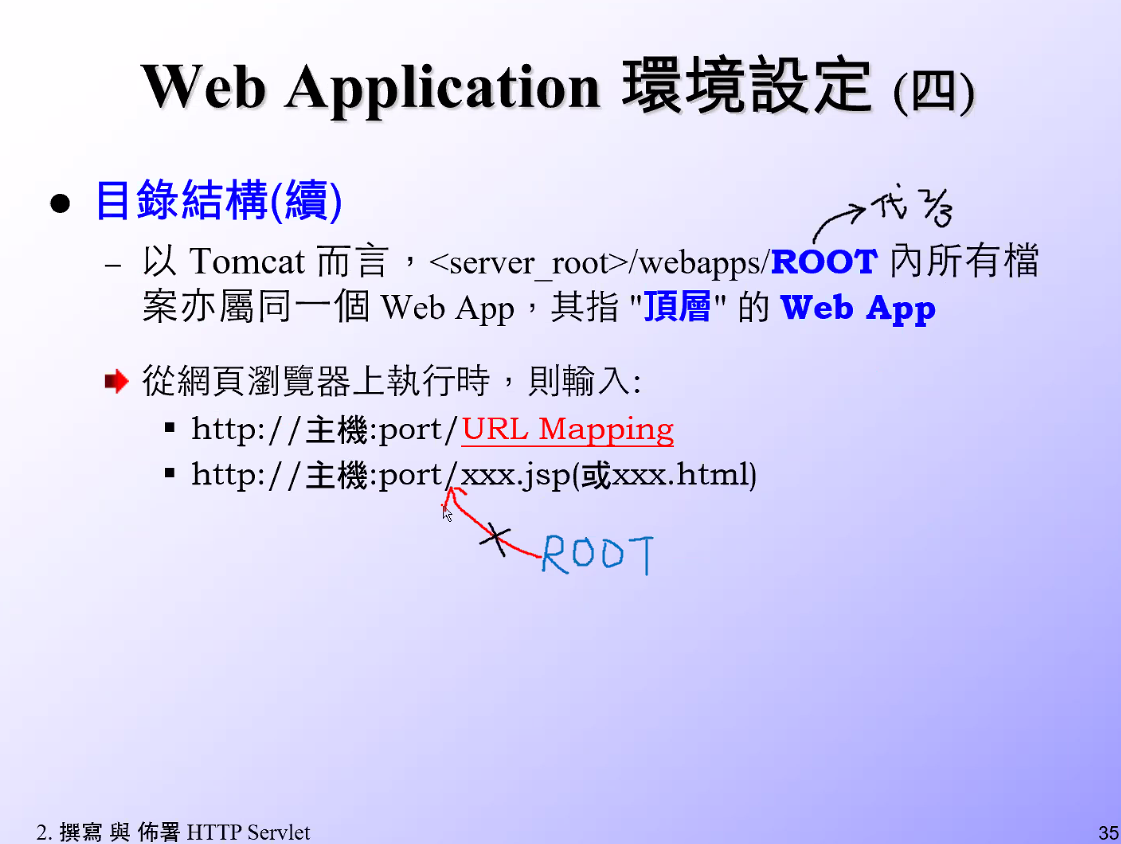 Web Application 環境設定 (四)
● 目錄結構(續)
– 以 Tomcat 而言，<server_root>/webapps/ROOT 內所有檔
案亦屬同一個 Web App，其指 "頂層" 的 Web App
從網頁瀏覽器上執行時，則輸入:
▪ http://主機:port/URL Mapping
▪ http://主機:port/xxx.jsp(或xxx.html)
ROOT
2. 撰寫 與 佈署 HTTP Servlet
35